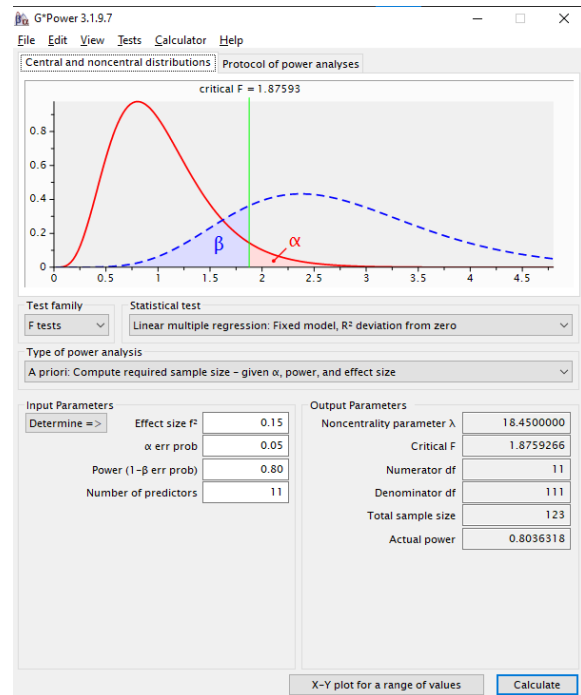 G*Power 3.1.9.7
File Edit View Tests Calculator Help
Central and noncentral distributions Protocol of power analyses
critical F = 1.87593
0.8
0.6
0.4
0.2
0
β
α
0 0.5 1 1.5 2 2.5 3 3.5 4 4.5
Test family Statistical test
F tests Linear multiple regression: Fixed model, R² deviation from zero
Type of power analysis
A priori: Compute required sample size – given α, power, and effect size
Input Parameters Output Parameters
Determine => Effect size f² 0.15 Noncentrality parameter λ 18.4500000
α err prob 0.05 Critical F 1.8759266
Power (1-β err prob) 0.80 Numerator df 11
Number of predictors 11 Denominator df 111
Total sample size 123
Actual power 0.8036318
X-Y plot for a range of values Calculate